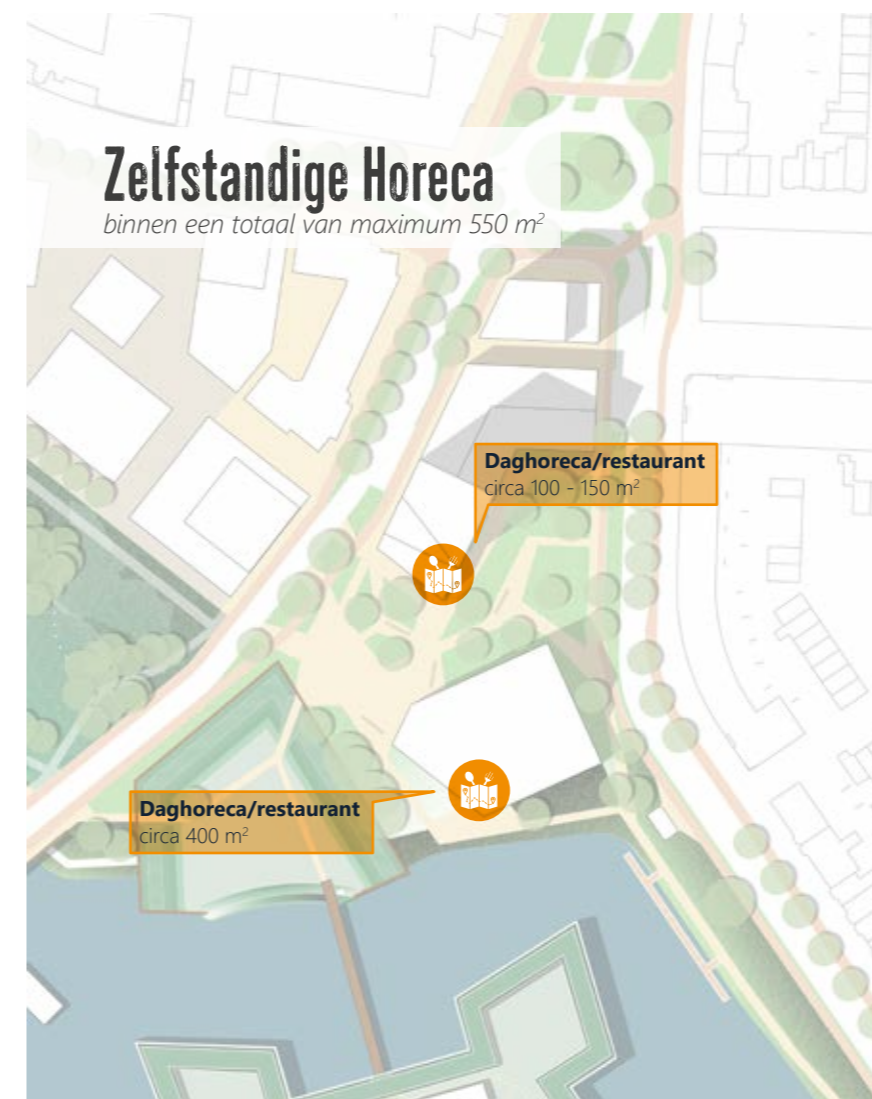 Zelfstandige Horeca
binnen een totaal van maximum 550 m²
Daghoreca/restaurant
circa 100 - 150 m²
Daghoreca/restaurant
circa 400 m²